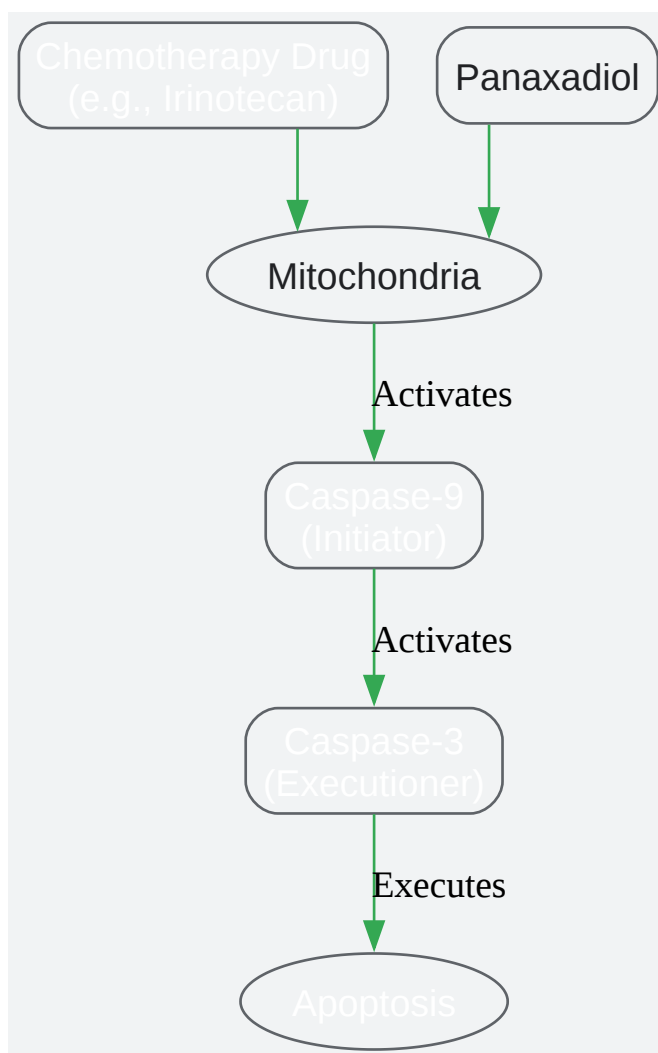 Chemotherapy Drug
(e.g., Irinotecan)
Panaxadiol
Mitochondria
Activates
Caspase-9
(Initiator)
Activates
Caspase-3
(Executioner)
Executes
Apoptosis